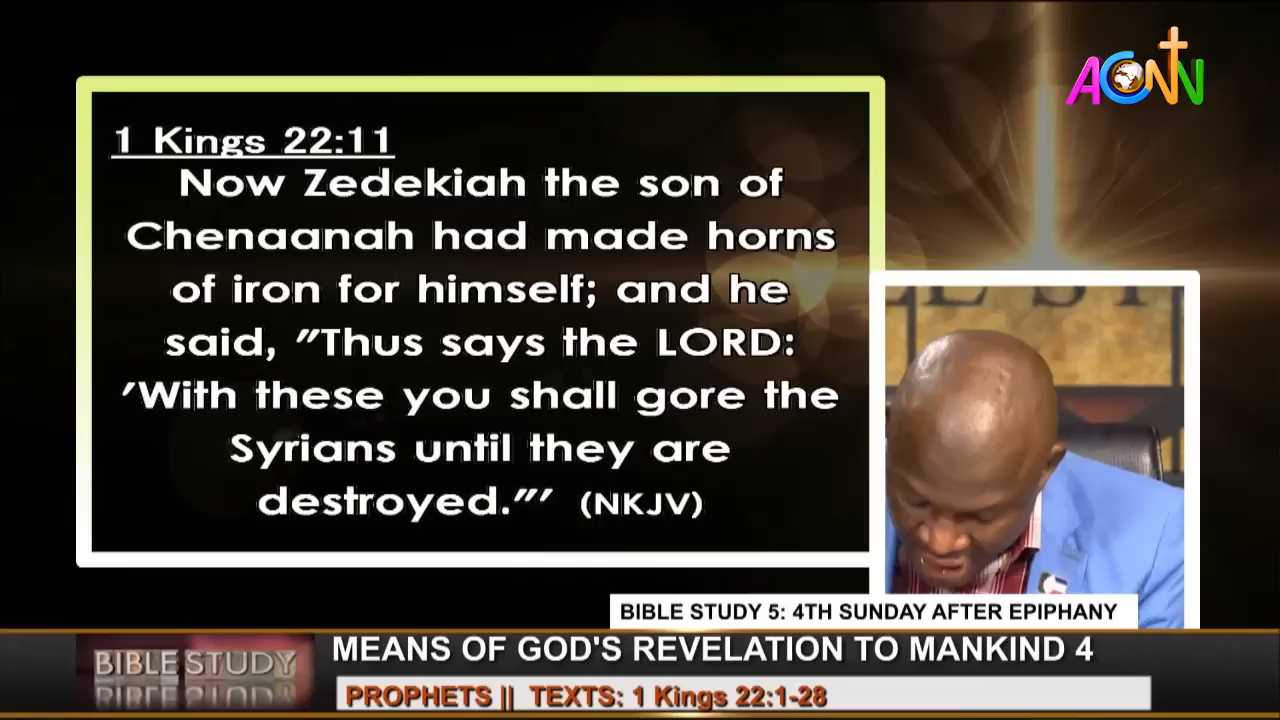 ACNN
1 Kings 22:11
Now Zedekiah the son of
Chenaanah had made horns
of iron for himself; and he
said, "Thus says the LORD:
'With these you shall gore the
Syrians until they are
destroyed."' (NKJV)
LE ST
BIBLE STUDY 5: 4TH SUNDAY AFTER EPIPHANY
BIBLE STUDY
MEANS OF GOD'S REVELATION TO MANKIND 4
PROPHETS || TEXTS: 1 Kings 22:1-28